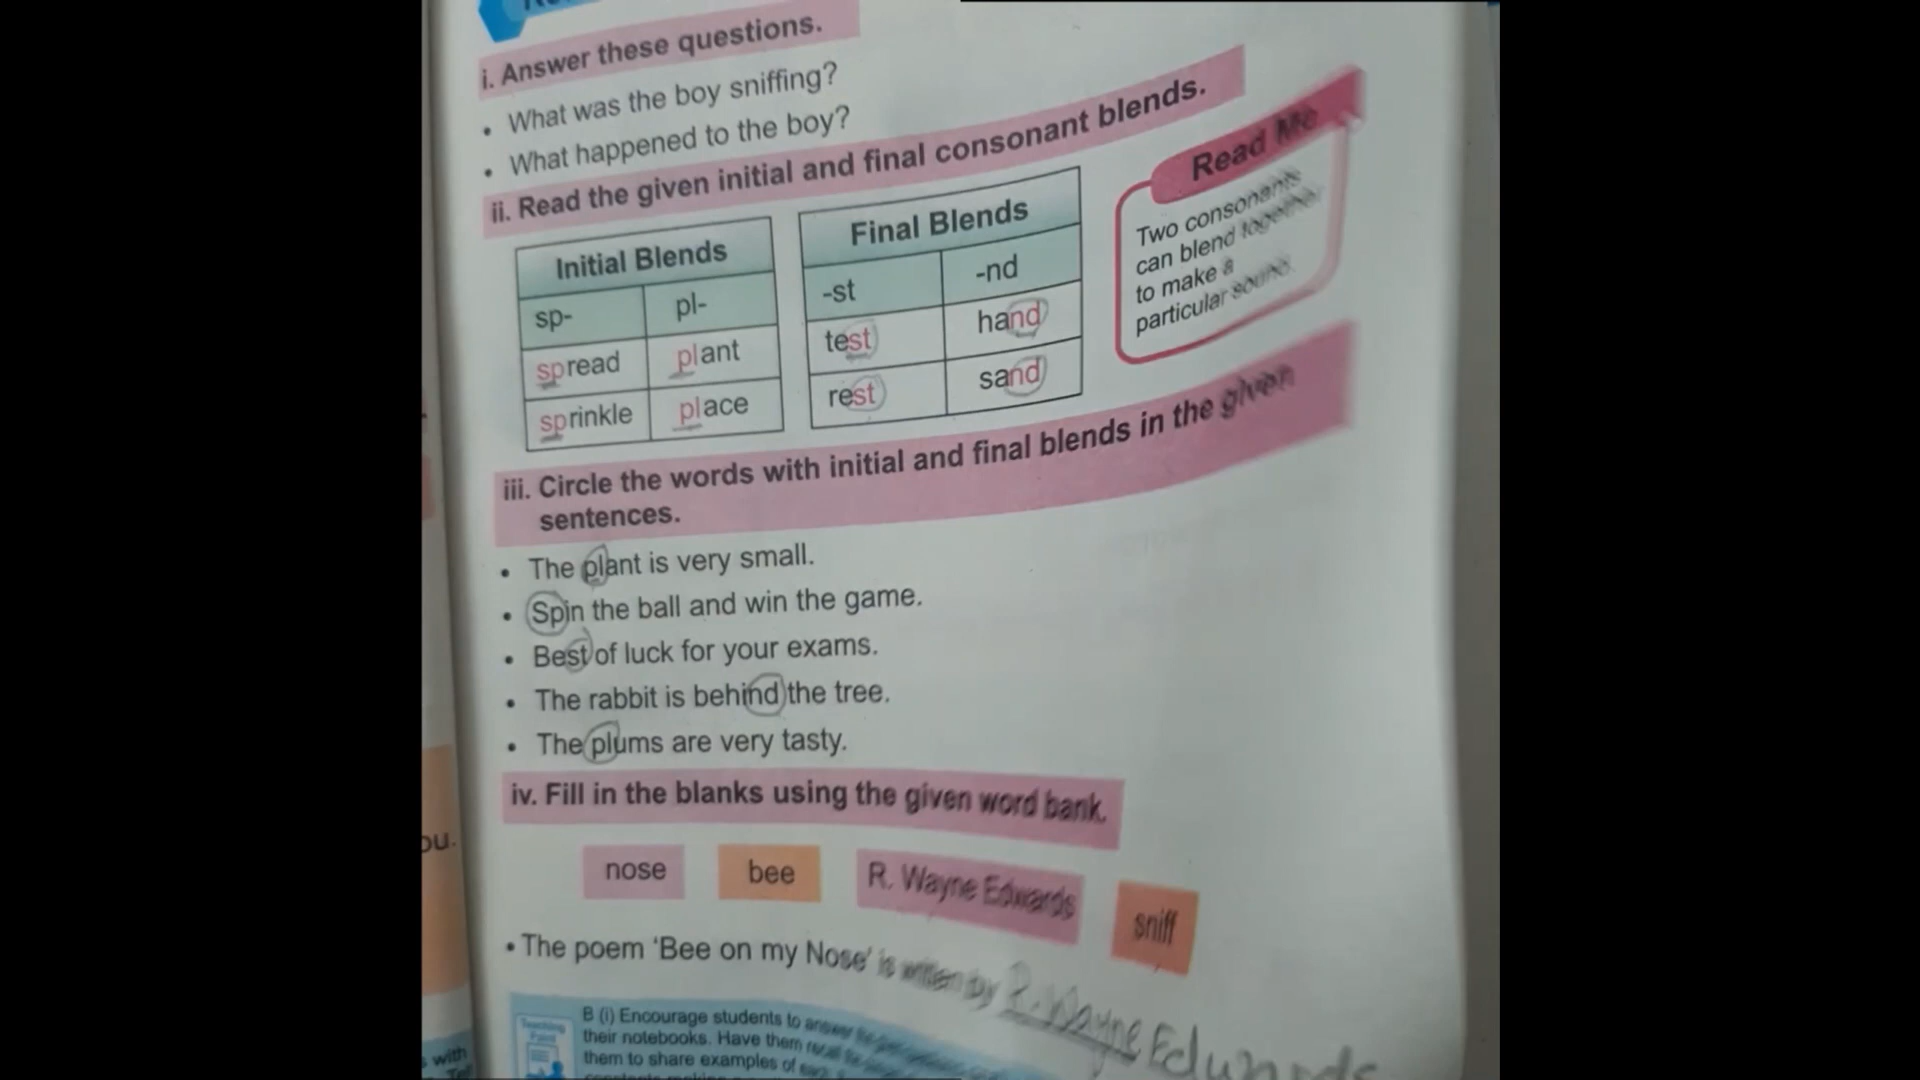 i. Answer these questions.
• What was the boy sniffing?
• What happened to the boy?
ii. Read the given initial and final consonant blends.
Initial Blends
sp- pl-
spread plant
sprinkle place
Final Blends
-st -nd
test hand
rest sand
Read Me
Two consonants
can blend together
to make a
particular sound.
iii. Circle the words with initial and final blends in the given
sentences.
• The plant is very small.
• Spin the ball and win the game.
• Best of luck for your exams.
• The rabbit is behind the tree.
• The plums are very tasty.
iv. Fill in the blanks using the given word bank.
nose bee R. Wayne Edwards sniff
• The poem ‘Bee on my Nose’ is written by R. Wayne Edwards
ou.
s with
Teaching
Point
B (i) Encourage students to answer
their notebooks. Have them recall
them to share examples of